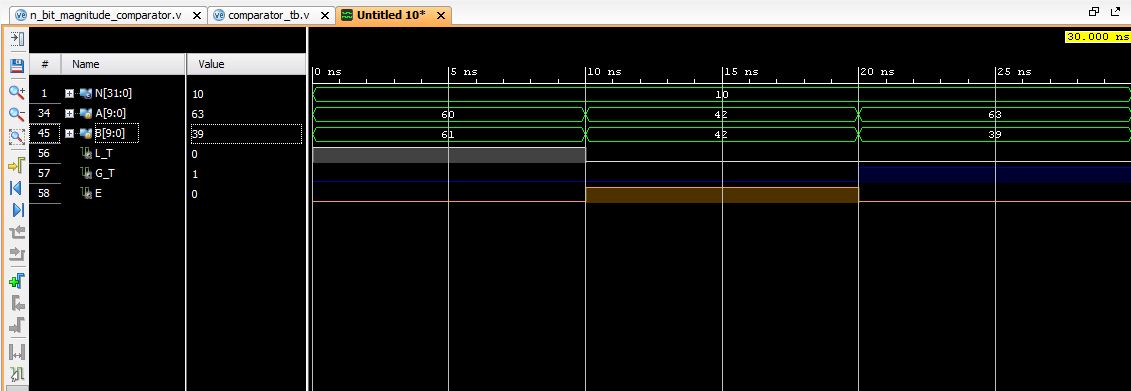 n_bit_magnitude_comparator.v comparator_tb.v Untitled 10*
30.000 ns
# Name Value 0 ns 5 ns 10 ns 15 ns 20 ns 25 ns
1 N[31:0] 10 10
34 A[9:0] 63 60 42 63
45 B[9:0] 39 61 42 39
56 L_T 0
57 G_T 1
58 E 0